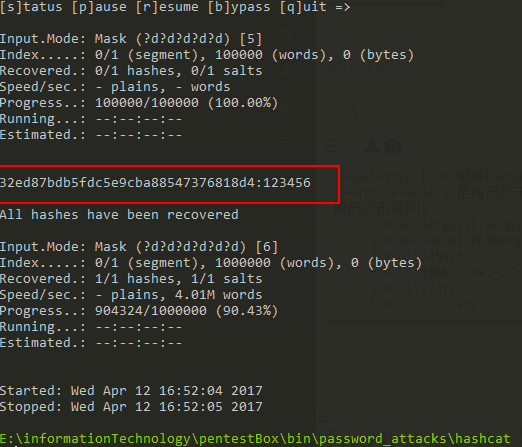 [s]tatus [p]ause [r]esume [b]ypass [q]uit =>
Input.Mode: Mask (?d?d?d?d?d) [5]
Index.....: 0/1 (segment), 100000 (words), 0 (bytes)
Recovered.: 0/1 hashes, 0/1 salts
Speed/sec.: - plains, - words
Progress..: 100000/100000 (100.00%)
Running...: --:--:--:--
Estimated.: --:--:--:--
32ed87bdb5fdc5e9cba88547376818d4:123456
All hashes have been recovered
Input.Mode: Mask (?d?d?d?d?d?d) [6]
Index.....: 0/1 (segment), 1000000 (words), 0 (bytes)
Recovered.: 1/1 hashes, 1/1 salts
Speed/sec.: - plains, 4.01M words
Progress..: 904324/1000000 (90.43%)
Running...: --:--:--:--
Estimated.: --:--:--:--
Started: Wed Apr 12 16:52:04 2017
Stopped: Wed Apr 12 16:52:05 2017
E:\informationTechnology\pentestBox\bin\password_attacks\hashcat